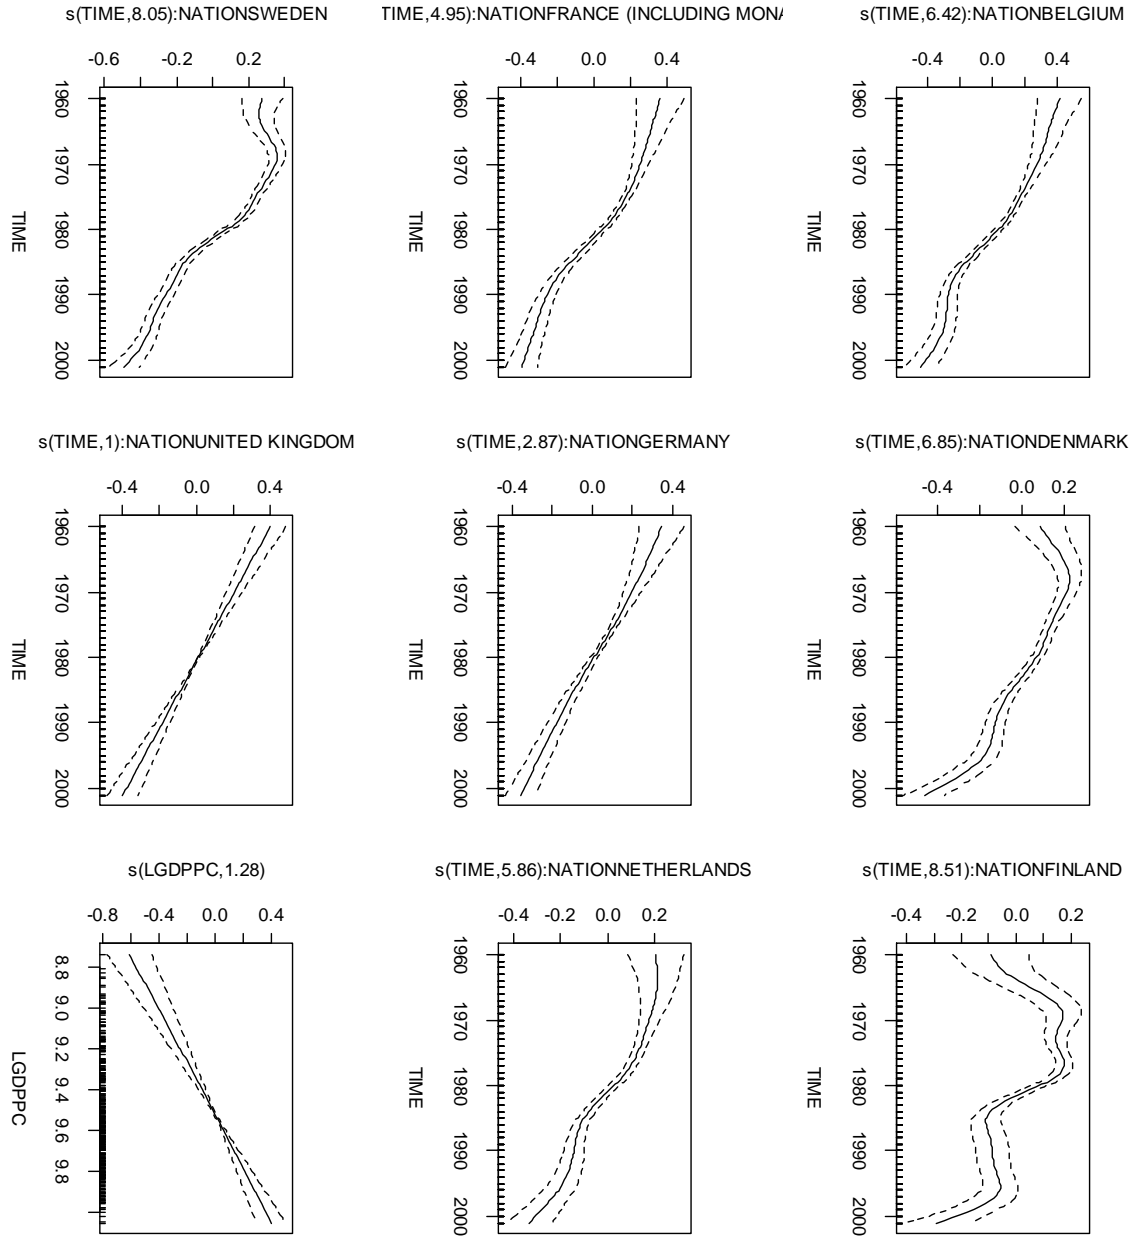 s(TIME,8.05):NATIONSWEDEN
-0.6 -0.2 0.2
1960 1970 1980 1990 2000
TIME
TIME,4.95):NATIONFRANCE (INCLUDING MONA
-0.4 0.0 0.4
1960 1970 1980 1990 2000
TIME
s(TIME,6.42):NATIONBELGIUM
-0.4 0.0 0.4
1960 1970 1980 1990 2000
TIME
s(TIME,1):NATIONUNITED KINGDOM
-0.4 0.0 0.4
1960 1970 1980 1990 2000
TIME
s(TIME,2.87):NATIONGERMANY
-0.4 0.0 0.4
1960 1970 1980 1990 2000
TIME
s(TIME,6.85):NATIONDENMARK
-0.4 0.0 0.2
1960 1970 1980 1990 2000
TIME
s(LGDPPC,1.28)
-0.8 -0.4 0.0 0.4
8.8 9.0 9.2 9.4 9.6 9.8
LGDPPC
s(TIME,5.86):NATIONNETHERLANDS
-0.4 -0.2 0.0 0.2
1960 1970 1980 1990 2000
TIME
s(TIME,8.51):NATIONFINLAND
-0.4 -0.2 0.0 0.2
1960 1970 1980 1990 2000
TIME